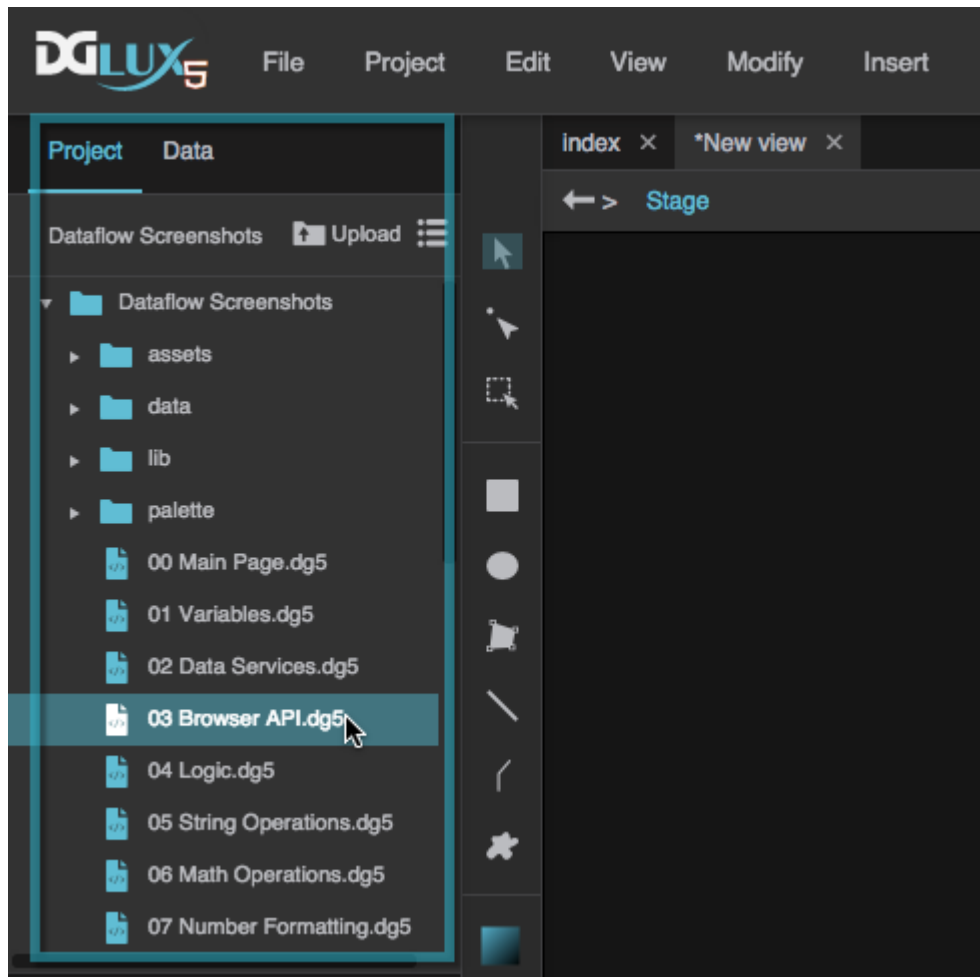 DGLUX5 File Project Edit View Modify Insert
Project Data
index × *New view ×
> Stage
Dataflow Screenshots Upload
Dataflow Screenshots
assets
data
lib
palette
00 Main Page.dg5
01 Variables.dg5
02 Data Services.dg5
03 Browser API.dg5
04 Logic.dg5
05 String Operations.dg5
06 Math Operations.dg5
07 Number Formatting.dg5